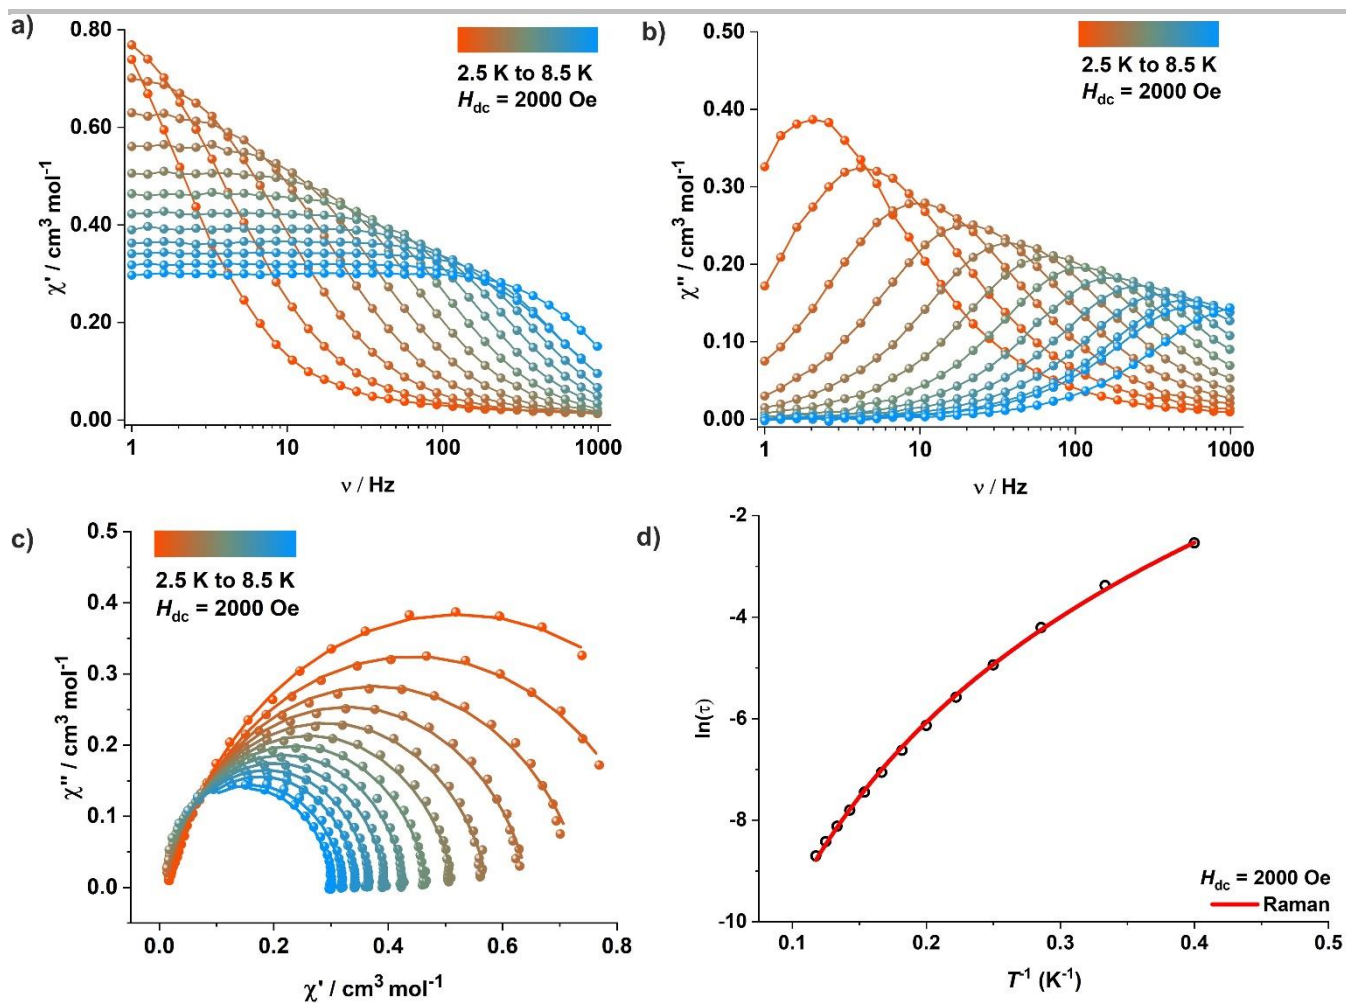 a)
0.80
0.60
0.40
0.20
0.00
χ' / cm³ mol⁻¹
2.5 K to 8.5 K
Hdc = 2000 Oe
1
10
100
1000
ν / Hz
b)
0.50
0.40
0.30
0.20
0.10
0.00
χ'' / cm³ mol⁻¹
2.5 K to 8.5 K
Hdc = 2000 Oe
1
10
100
1000
ν / Hz
c)
0.5
0.4
0.3
0.2
0.1
0.0
χ'' / cm³ mol⁻¹
2.5 K to 8.5 K
Hdc = 2000 Oe
0.0
0.2
0.4
0.6
0.8
χ' / cm³ mol⁻¹
d)
-2
-4
-6
-8
-10
ln(τ)
Hdc = 2000 Oe
Raman
0.1
0.2
0.3
0.4
0.5
T⁻¹ (K⁻¹)